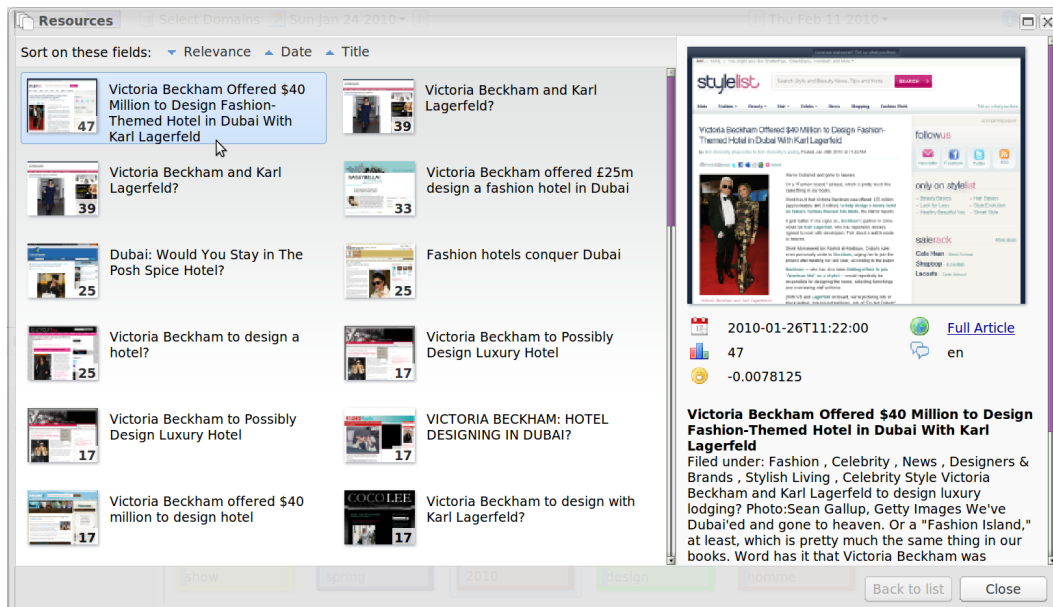 Resources
Select Domains
Sun Jan 24 2010
Thu Feb 11 2010
Sort on these fields: Relevance Date Title
Victoria Beckham Offered $40
Million to Design Fashion-
Themed Hotel in Dubai With
Karl Lagerfeld
47
Victoria Beckham and Karl
Lagerfeld?
39
Victoria Beckham and Karl
Lagerfeld?
39
Victoria Beckham offered £25m
design a fashion hotel in Dubai
33
Dubai: Would You Stay in The
Posh Spice Hotel?
25
Fashion hotels conquer Dubai
25
Victoria Beckham to design a
hotel?
25
Victoria Beckham to Possibly
Design Luxury Hotel
17
Victoria Beckham to Possibly
Design Luxury Hotel
17
VICTORIA BECKHAM: HOTEL
DESIGNING IN DUBAI?
17
Victoria Beckham offered $40
million to design hotel
17
COCO LEE
Victoria Beckham to design with
Karl Lagerfeld?
17
stylelist
SEARCH
Victoria Beckham Offered $40 Million to Design Fashion-
Themed Hotel in Dubai With Karl Lagerfeld
followus
only on stylelist
salerack
2010-01-26T11:22:00
Full Article
47
en
-0.0078125
Victoria Beckham Offered $40 Million to Design
Fashion-Themed Hotel in Dubai With Karl
Lagerfeld
Filed under: Fashion , Celebrity , News , Designers &
Brands , Stylish Living , Celebrity Style Victoria
Beckham and Karl Lagerfeld to design luxury
lodging? Photo:Sean Gallup, Getty Images We've
Dubai'ed and gone to heaven. Or a "Fashion Island,"
at least, which is pretty much the same thing in our
books. Word has it that Victoria Beckham was
show
spring
2010
design
homme
Back to list
Close